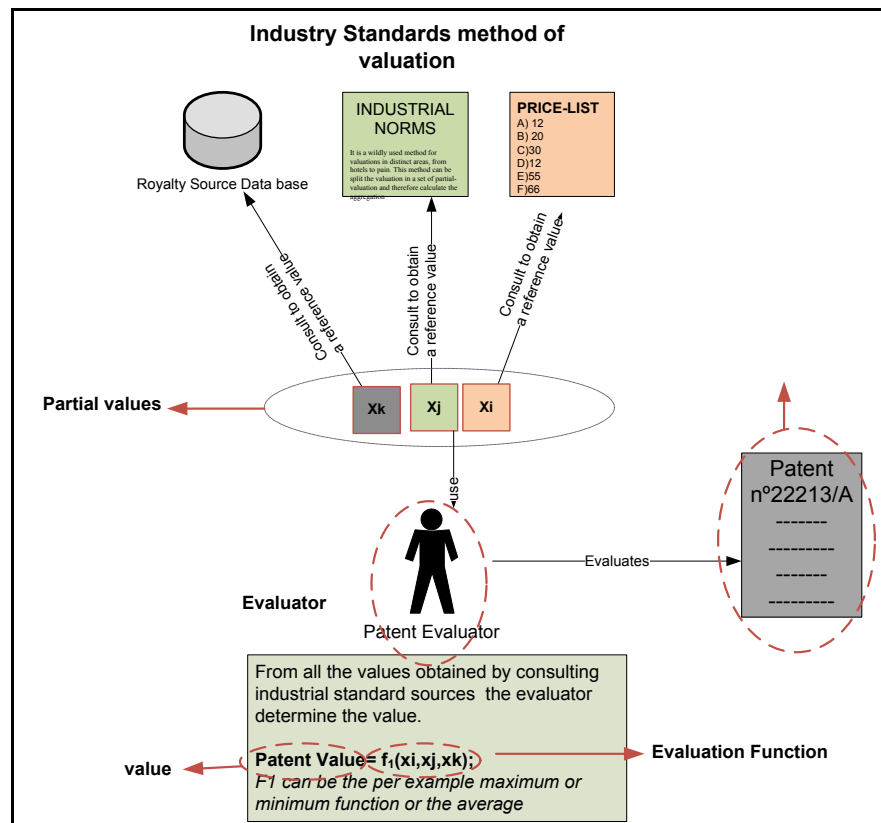 Industry Standards method of
valuation
Royalty Source Data base
INDUSTRIAL
NORMS
It is a wildly used method for
valuations in distinct areas, from
hotels to pain. This method can be
split the valuation in a set of partial-
valuation and therefore calculate the
aggregation
PRICE-LIST
A) 12
B) 20
C)30
D)12
E)55
F)66
Consult to obtain
a reference value
Consult to obtain
a reference value
Consult to obtain
a reference value
Partial values
Xk
Xj
Xi
use
Patent
nº22213/A
-------
---------
-------
---------
Evaluates
Evaluator
Patent Evaluator
From all the values obtained by consulting
industrial standard sources the evaluator
determine the value.
Patent Value= f₁(xi,xj,xk);
F1 can be the per example maximum or
minimum function or the average
value
Evaluation Function